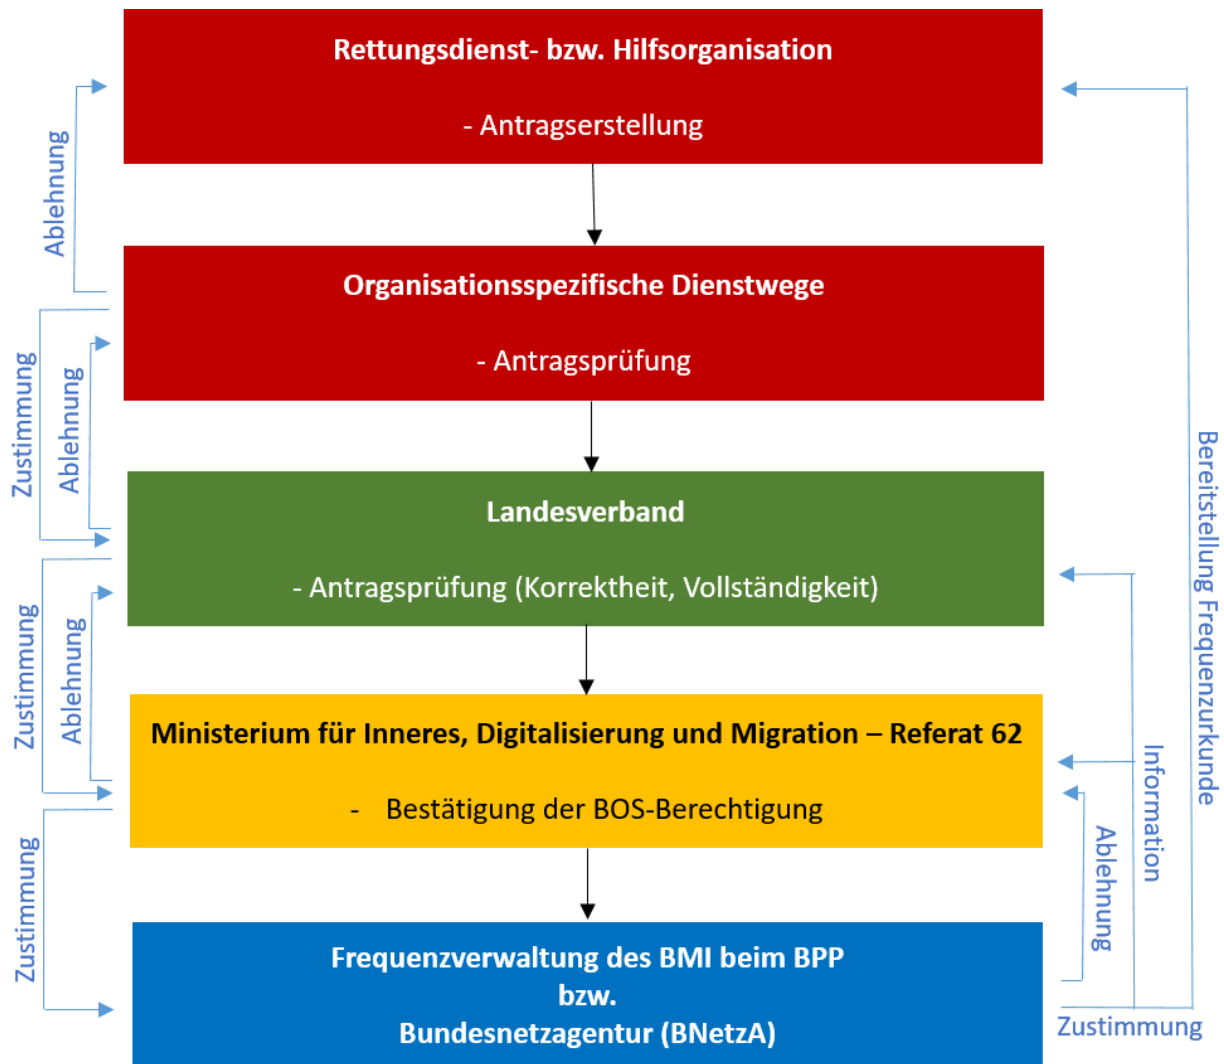 Rettungsdienst- bzw. Hilfsorganisation
- Antragserstellung
Ablehnung
Organisationsspezifische Dienstwege
- Antragsprüfung
Zustimmung
Ablehnung
Landesverband
- Antragsprüfung (Korrektheit, Vollständigkeit)
Zustimmung
Ablehnung
Ministerium für Inneres, Digitalisierung und Migration – Referat 62
- Bestätigung der BOS-Berechtigung
Zustimmung
Frequenzverwaltung des BMI beim BPP
bzw.
Bundesnetzagentur (BNetzA)
Ablehnung
Information
Bereitstellung Frequenzurkunde
Zustimmung